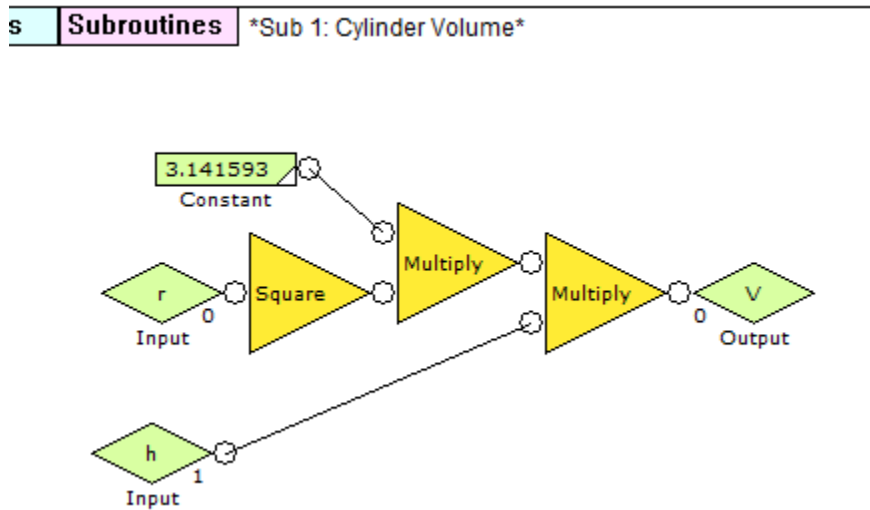 s Subroutines *Sub 1: Cylinder Volume*
3.141593
Constant
r
0
Input
Square
Multiply
Multiply
V
0
Output
h
1
Input